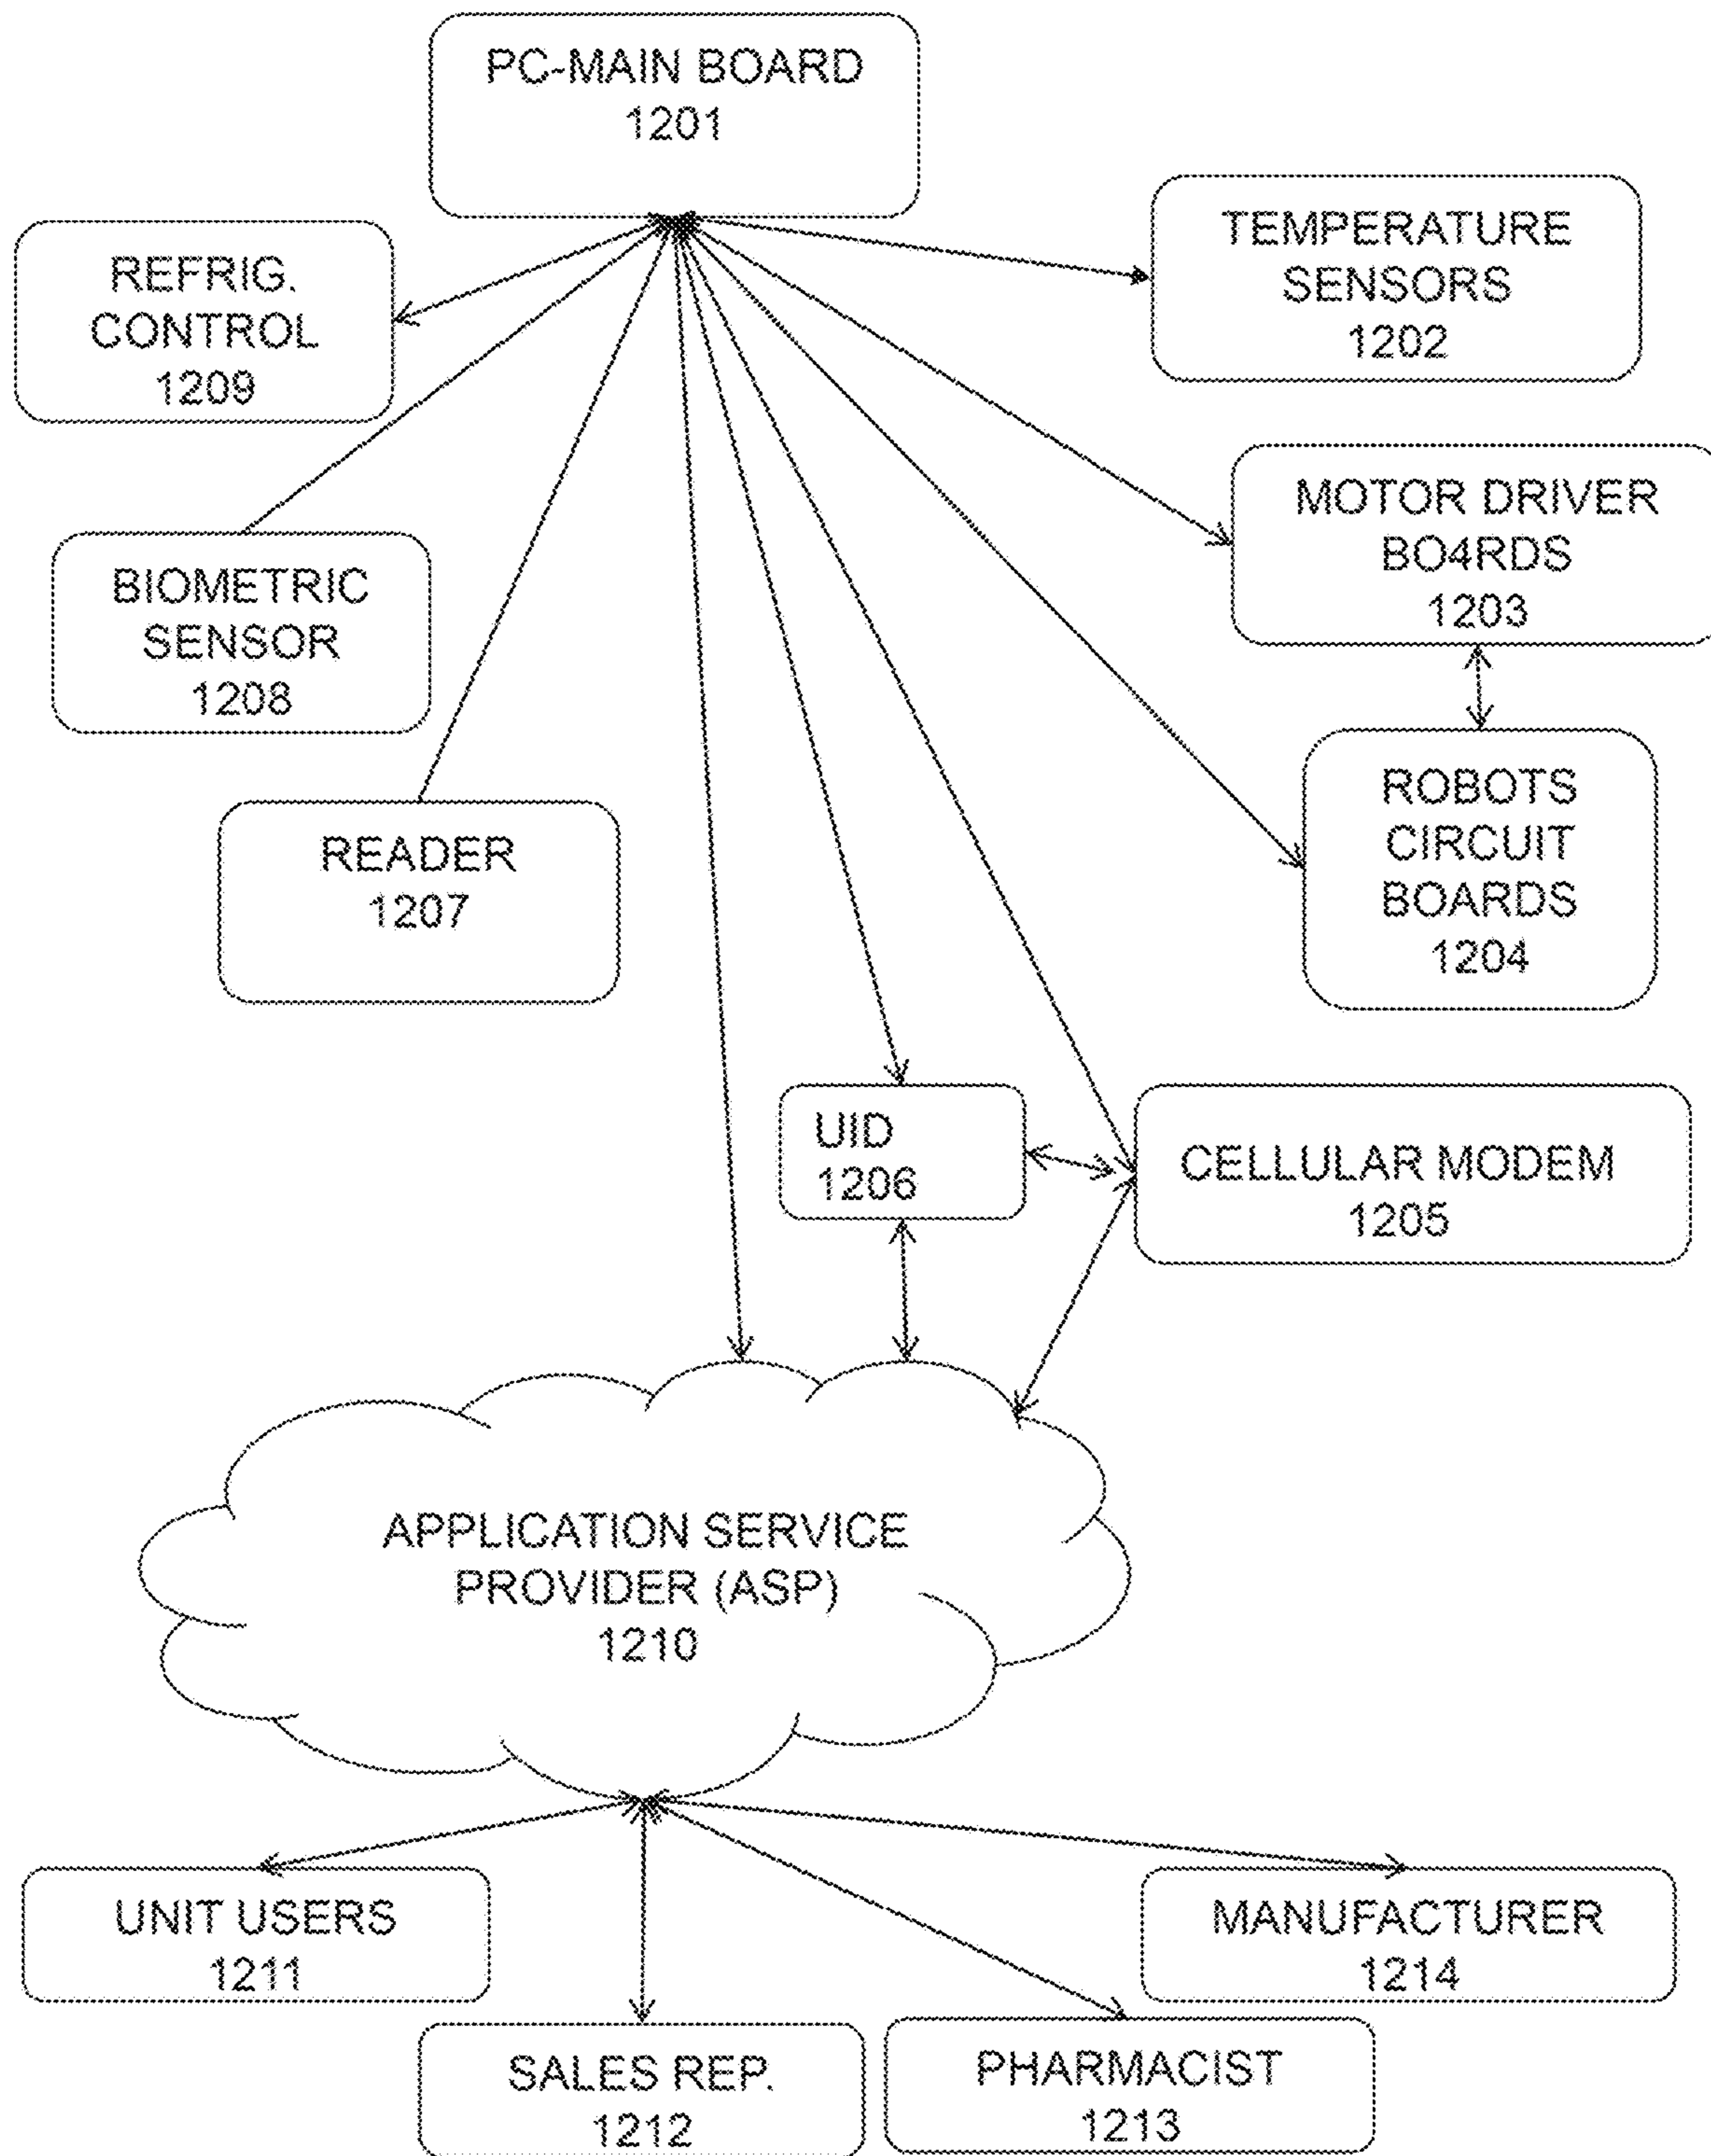 PC-MAIN BOARD
1201
TEMPERATURE
SENSORS
1202
REFRIG.
CONTROL
1209
MOTOR DRIVER
BO4RDS
1203
BIOMETRIC
SENSOR
1208
ROBOTS
CIRCUIT
BOARDS
1204
READER
1207
UID
1206
CELLULAR MODEM
1205
APPLICATION SERVICE
PROVIDER (ASP)
1210
UNIT USERS
1211
MANUFACTURER
1214
SALES REP.
1212
PHARMACIST
1213